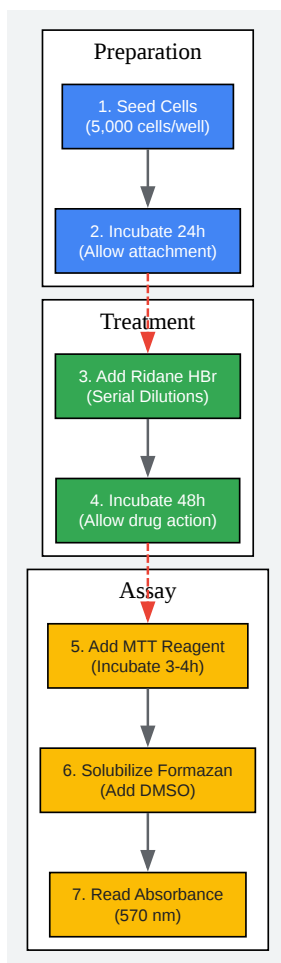 Preparation
1. Seed Cells
(5,000 cells/well)
2. Incubate 24h
(Allow attachment)
Treatment
3. Add Ridane HBr
(Serial Dilutions)
4. Incubate 48h
(Allow drug action)
Assay
5. Add MTT Reagent
(Incubate 3-4h)
6. Solubilize Formazan
(Add DMSO)
7. Read Absorbance
(570 nm)